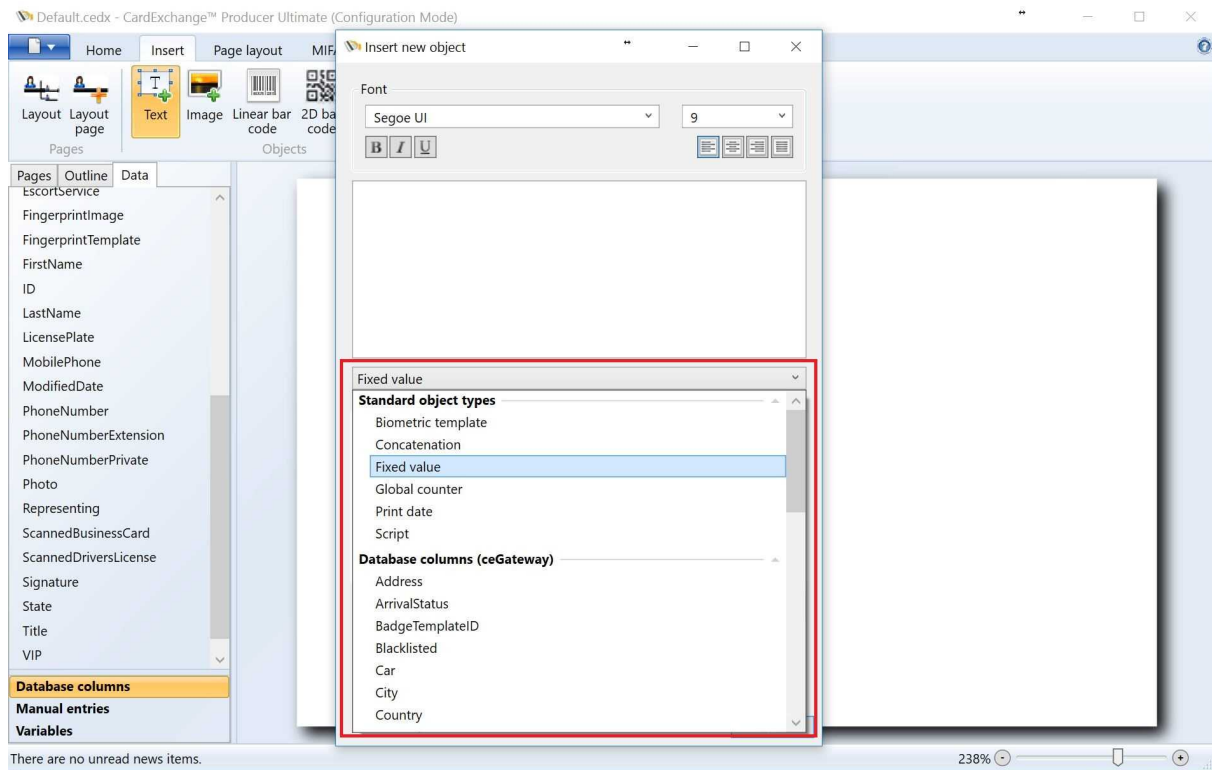 Default.cedx - CardExchange™ Producer Ultimate (Configuration Mode)
Home Insert Page layout
Layout Layout page Text Image Linear bar code
Pages Objects
Pages Outline Data
EscortService
FingerprintImage
FingerprintTemplate
FirstName
ID
LastName
LicensePlate
MobilePhone
ModifiedDate
PhoneNumber
PhoneNumberExtension
PhoneNumberPrivate
Photo
Representing
ScannedBusinessCard
ScannedDriversLicense
Signature
State
Title
VIP
Database columns
Manual entries
Variables
There are no unread news items.
Insert new object
Font
Segoe UI 9
B I U
Fixed value
Standard object types
Biometric template
Concatenation
Fixed value
Global counter
Print date
Script
Database columns (ceGateway)
Address
ArrivalStatus
BadgeTemplateID
Blacklisted
Car
City
Country
238%